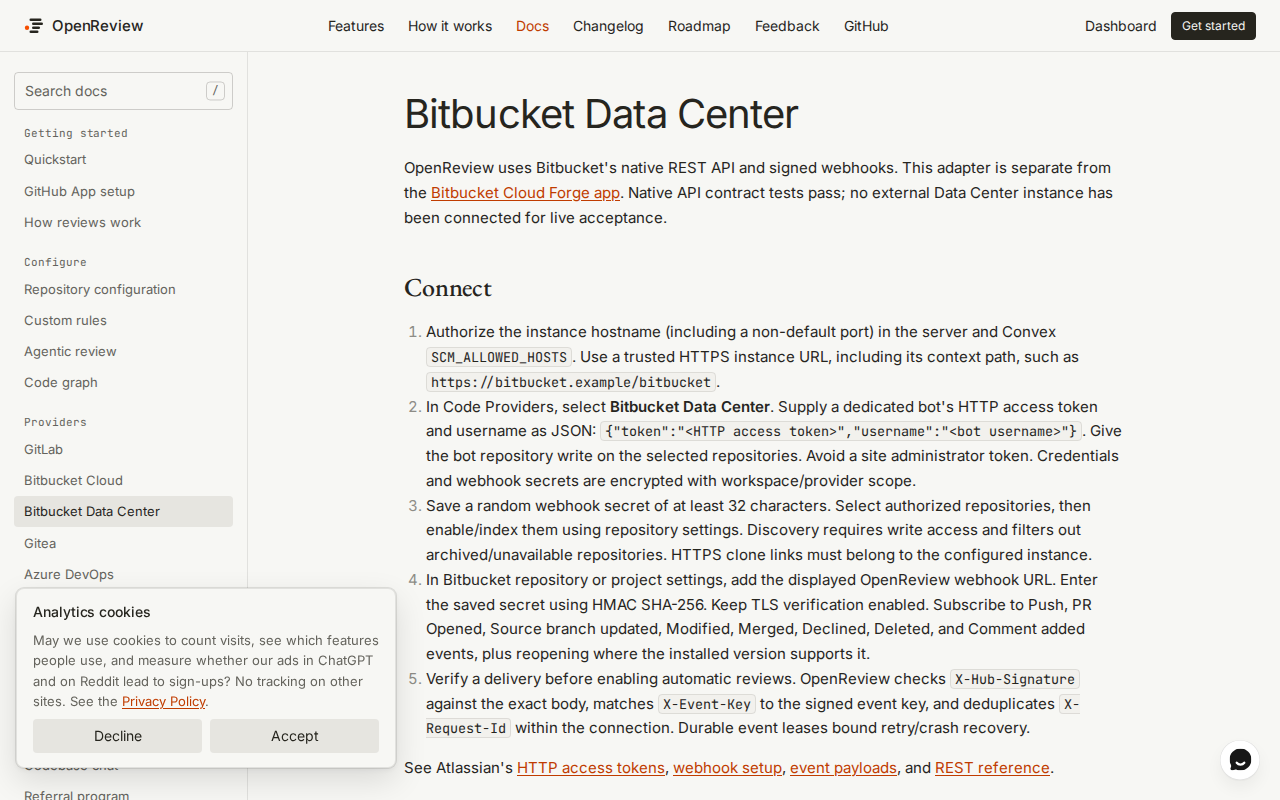 OpenReview
Features
How it works
Docs
Changelog
Roadmap
Feedback
GitHub
Dashboard
Get started
Search docs
/
Getting started
Quickstart
GitHub App setup
How reviews work
Configure
Repository configuration
Custom rules
Agentic review
Code graph
Providers
GitLab
Bitbucket Cloud
Bitbucket Data Center
Gitea
Azure DevOps
Referral program
Analytics cookies
May we use cookies to count visits, see which features
people use, and measure whether our ads in ChatGPT
and on Reddit lead to sign-ups? No tracking on other
sites. See the Privacy Policy.
Decline
Accept
Bitbucket Data Center
OpenReview uses Bitbucket's native REST API and signed webhooks. This adapter is separate from
the Bitbucket Cloud Forge app. Native API contract tests pass; no external Data Center instance has
been connected for live acceptance.
Connect
1. Authorize the instance hostname (including a non-default port) in the server and Convex
SCM_ALLOWED_HOSTS. Use a trusted HTTPS instance URL, including its context path, such as
https://bitbucket.example/bitbucket.
2. In Code Providers, select Bitbucket Data Center. Supply a dedicated bot's HTTP access token
and username as JSON: {"token":"<HTTP access token>","username":"<bot username>"}. Give
the bot repository write on the selected repositories. Avoid a site administrator token. Credentials
and webhook secrets are encrypted with workspace/provider scope.
3. Save a random webhook secret of at least 32 characters. Select authorized repositories, then
enable/index them using repository settings. Discovery requires write access and filters out
archived/unavailable repositories. HTTPS clone links must belong to the configured instance.
4. In Bitbucket repository or project settings, add the displayed OpenReview webhook URL. Enter
the saved secret using HMAC SHA-256. Keep TLS verification enabled. Subscribe to Push, PR
Opened, Source branch updated, Modified, Merged, Declined, Deleted, and Comment added
events, plus reopening where the installed version supports it.
5. Verify a delivery before enabling automatic reviews. OpenReview checks X-Hub-Signature
against the exact body, matches X-Event-Key to the signed event key, and deduplicates X-
Request-Id within the connection. Durable event leases bound retry/crash recovery.
See Atlassian's HTTP access tokens, webhook setup, event payloads, and REST reference.